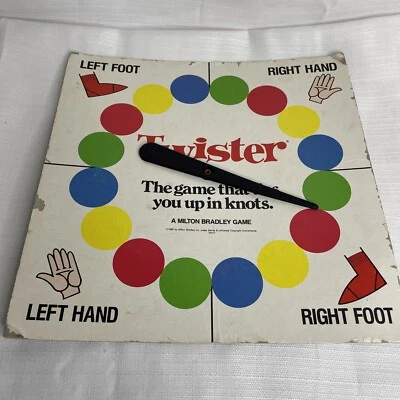 LEFT FOOT
RIGHT HAND
Twister
The game that
you up in knots.
A MILTON BRADLEY GAME
LEFT HAND
RIGHT FOOT